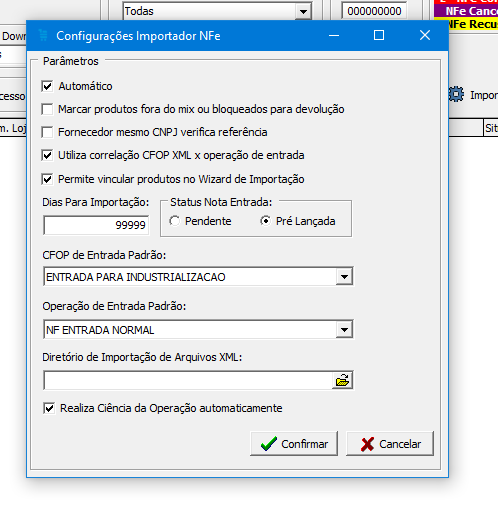 Todas
000000000
NFe Canc
NFe Recus
Down
Configurações Importador NFe
Parâmetros
Automático
Marcar produtos fora do mix ou bloqueados para devolução
Impor
Fornecedor mesmo CNPJ verifica referência
m. Loj
Sit
Utiliza correlação CFOP XML x operação de entrada
Permite vincular produtos no Wizard de Importação
Dias Para Importação:
Status Nota Entrada:
99999
Pendente
Pré Lançada
CFOP de Entrada Padrão:
ENTRADA PARA INDUSTRIALIZACAO
Operação de Entrada Padrão:
NF ENTRADA NORMAL
Diretório de Importação de Arquivos XML:
Realiza Ciência da Operação automaticamente
Confirmar
Cancelar